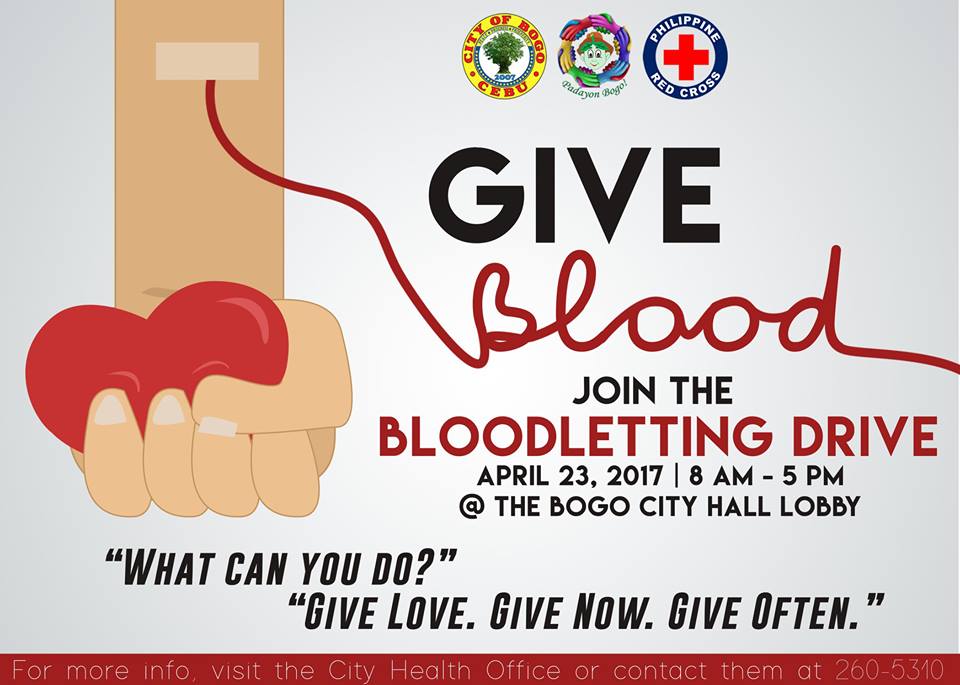 CITY OF BOGO
2007
CEBU
Padayon Bogo!
PHILIPPINE
RED CROSS
GIVE
Blood
JOIN THE
BLOODLETTING DRIVE
APRIL 23, 2017 | 8 AM - 5 PM
@ THE BOGO CITY HALL LOBBY
“WHAT CAN YOU DO?”
“GIVE LOVE. GIVE NOW. GIVE OFTEN.”
For more info, visit the City Health Office or contact them at 260-5310